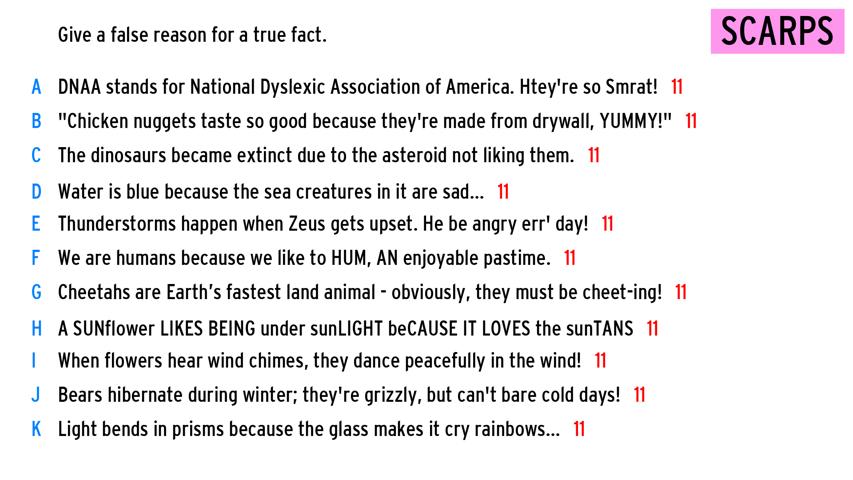 Give a false reason for a true fact.
SCARPS
A DNAA stands for National Dyslexic Association of America. Htey're so Smrat! 11
B "Chicken nuggets taste so good because they're made from drywall, YUMMY!" 11
C The dinosaurs became extinct due to the asteroid not liking them. 11
D Water is blue because the sea creatures in it are sad... 11
E Thunderstorms happen when Zeus gets upset. He be angry err' day! 11
F We are humans because we like to HUM, AN enjoyable pastime. 11
G Cheetahs are Earth’s fastest land animal - obviously, they must be cheet-ing! 11
H A SUNflower LIKES BEING under sunLIGHT beCAUSE IT LOVES the sunTANS 11
I When flowers hear wind chimes, they dance peacefully in the wind! 11
J Bears hibernate during winter; they're grizzly, but can't bare cold days! 11
K Light bends in prisms because the glass makes it cry rainbows... 11